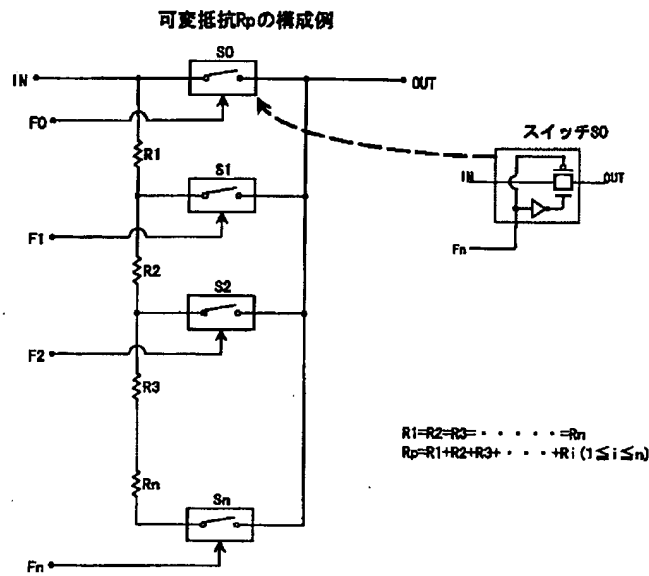 可変抵抗Rpの構成例
S0
IN
OUT
F0
スイッチS0
R1
IN
OUT
S1
F1
Fn
R2
S2
F2
R3
R1=R2=R3=・・・・・=Rn
Rp=R1+R2+R3+・・・・+Ri(1≦i≦n)
Rn
Sn
Fn